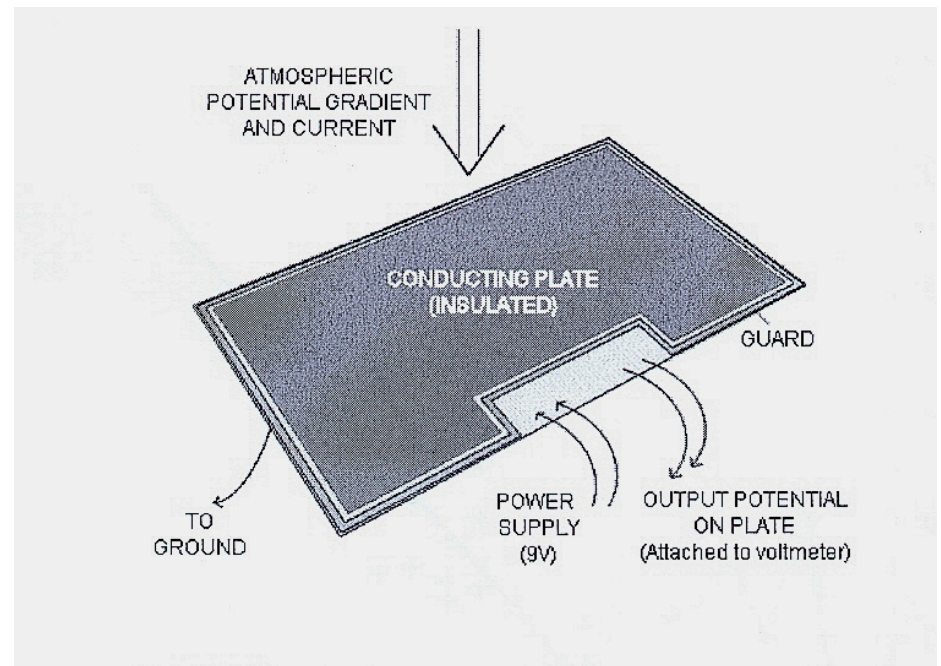 ATMOSPHERIC
POTENTIAL GRADIENT
AND CURRENT
CONDUCTING PLATE
(INSULATED)
GUARD
TO
GROUND
POWER
SUPPLY
(9V)
OUTPUT POTENTIAL
ON PLATE
(Attached to voltmeter)